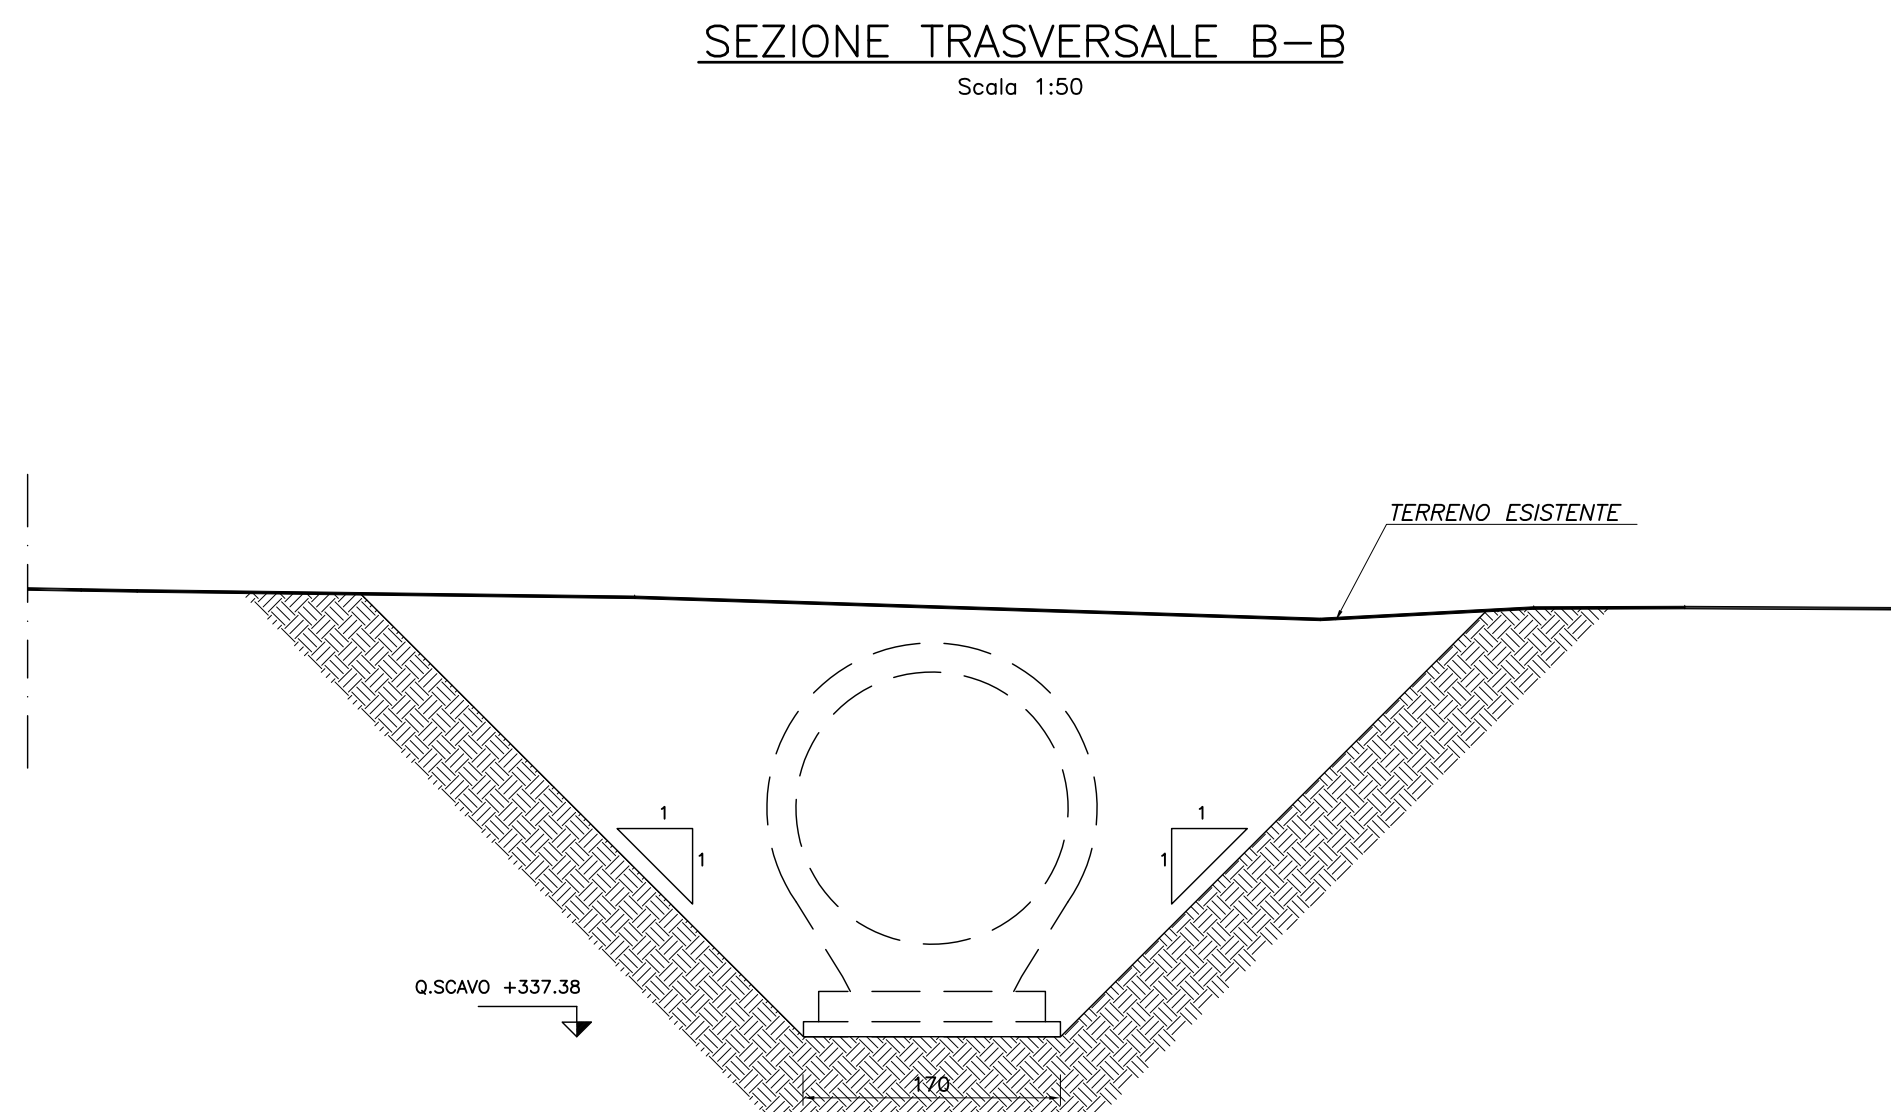 SEZIONE TRASVERSALE B-B
Scala 1:50
TERRENO ESISTENTE
1
1
1
1
Q.SCAVO +337.38
170